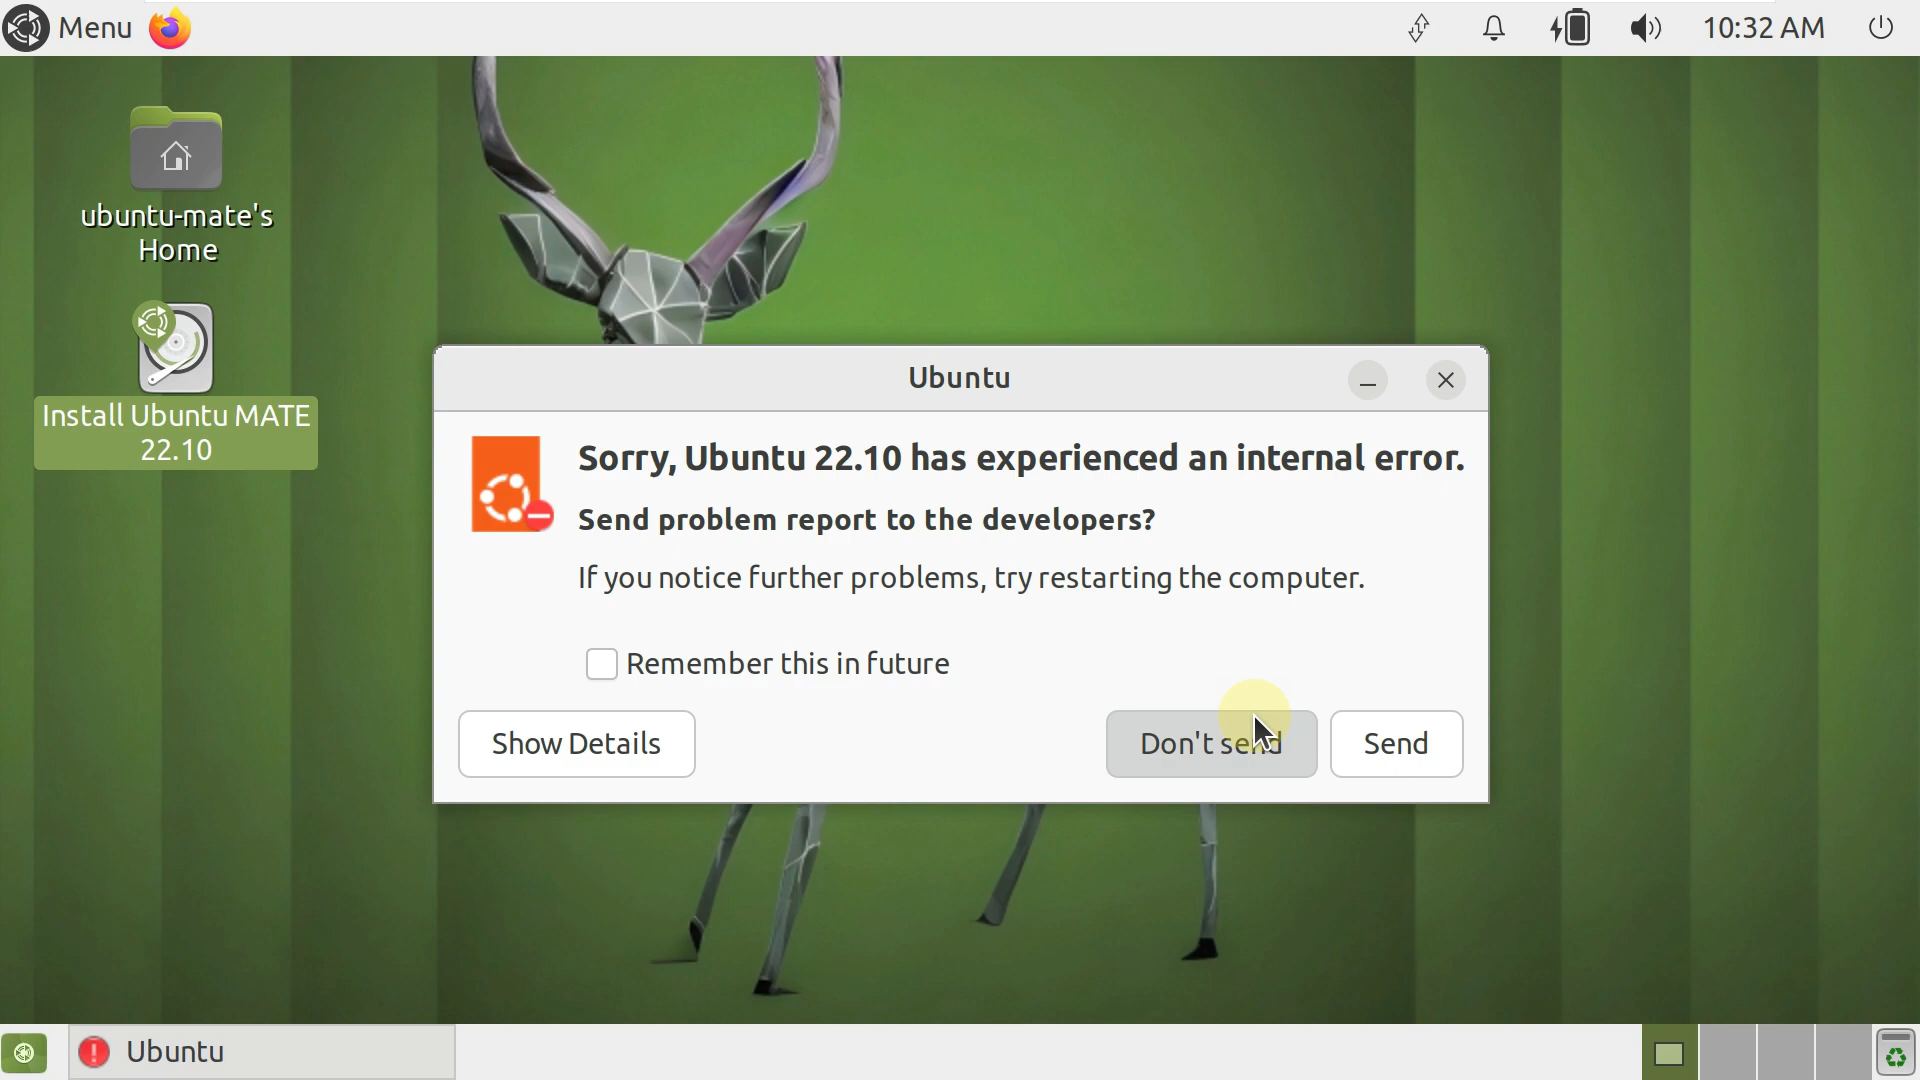 Menu
10:32 AM
ubuntu-mate's
Home
Install Ubuntu MATE
22.10
Ubuntu
Sorry, Ubuntu 22.10 has experienced an internal error.
Send problem report to the developers?
If you notice further problems, try restarting the computer.
Remember this in future
Show Details
Don't send
Send
Ubuntu